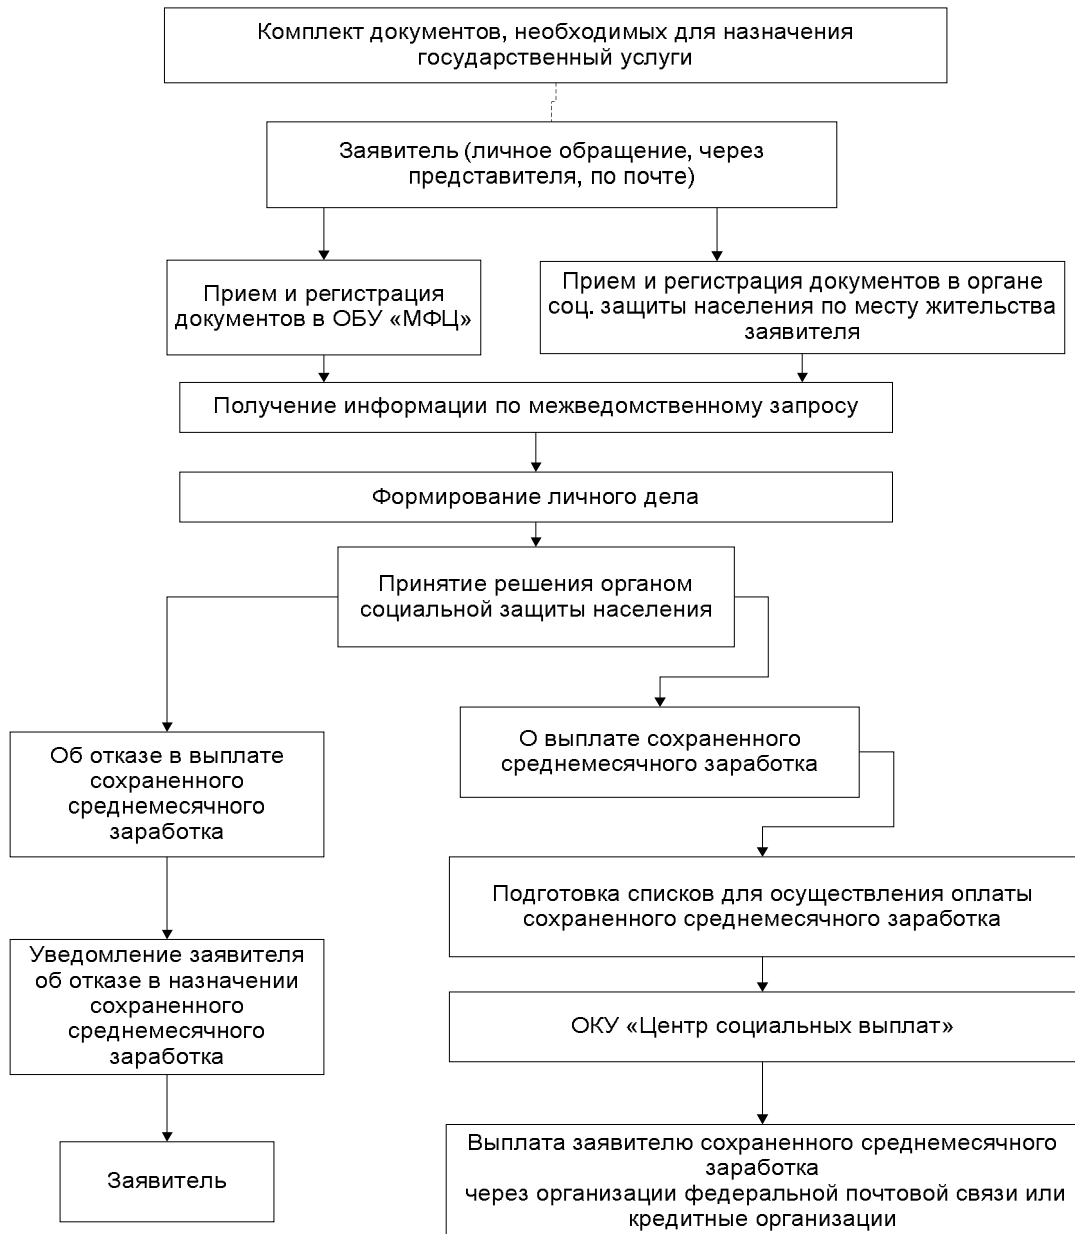 Комплект документов, необходимых для назначения
государственный услуги
Заявитель (личное обращение, через
представителя, по почте)
Прием и регистрация
документов в ОБУ «МФЦ»
Прием и регистрация документов в органе
соц. защиты населения по месту жительства
заявителя
Получение информации по межведомственному запросу
Формирование личного дела
Принятие решения органом
социальной защиты населения
Об отказе в выплате
сохраненного
среднемесячного
заработка
О выплате сохраненного
среднемесячного заработка
Подготовка списков для осуществления оплаты
сохраненного среднемесячного заработка
Уведомление заявителя
об отказе в назначении
сохраненного
среднемесячного
заработка
ОКУ «Центр социальных выплат»
Заявитель
Выплата заявителю сохраненного среднемесячного
заработка
через организации федеральной почтовой связи или
кредитные организации